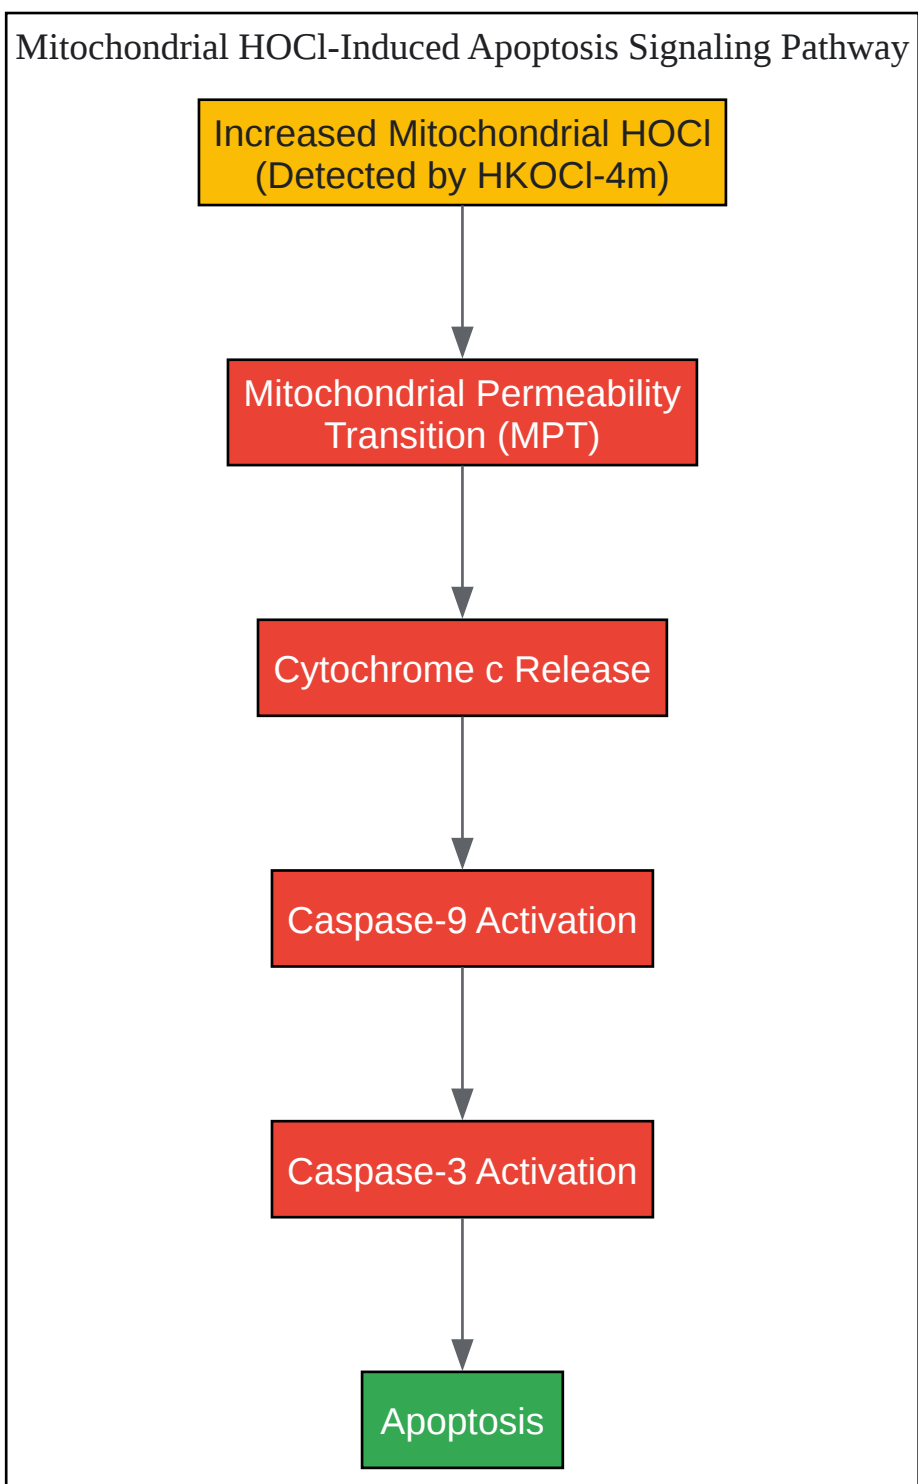 Mitochondrial HOCl-Induced Apoptosis Signaling Pathway
Increased Mitochondrial HOCl
(Detected by HKOCl-4m)
Mitochondrial Permeability
Transition (MPT)
Cytochrome c Release
Caspase-9 Activation
Caspase-3 Activation
Apoptosis